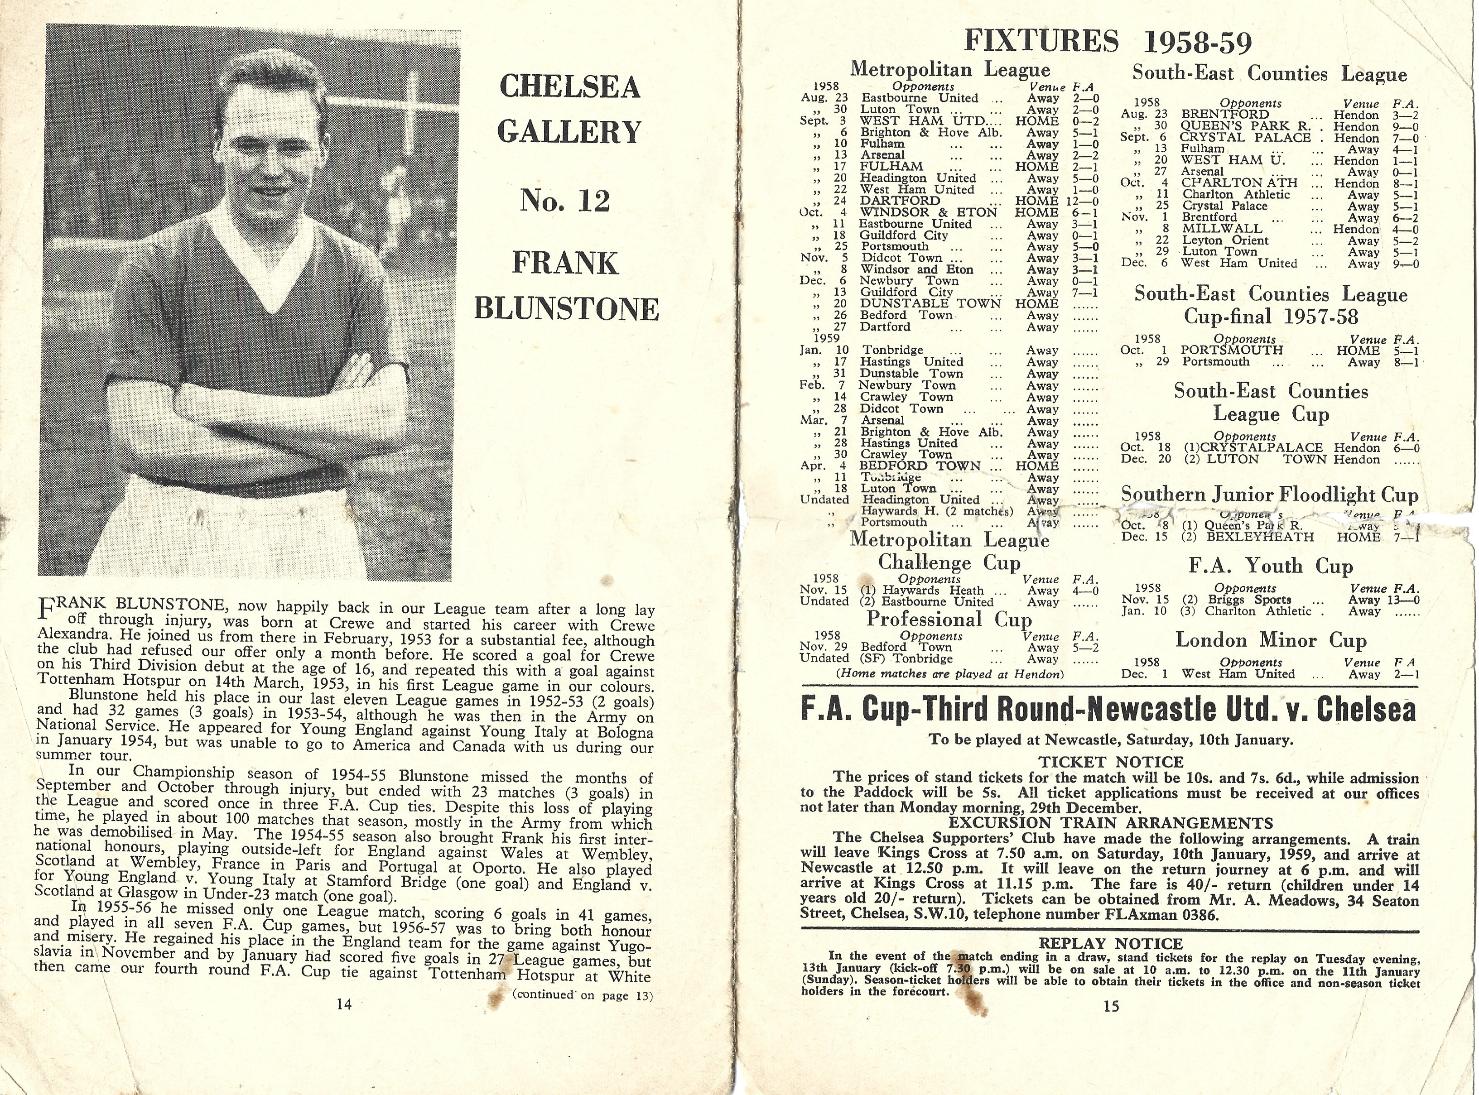 CHELSEA
GALLERY
No. 12
FRANK
BLUNSTONE
FRANK BLUNSTONE, now happily back in our League team after a long lay
off through injury, was born at Crewe and started his career with Crewe
Alexandra. He joined us from there in February, 1953 for a substantial fee, although
the club had refused our offer only a month before. He scored a goal for Crewe
on his Third Division debut at the age of 16, and repeated this with a goal against
Tottenham Hotspur on 14th March, 1953, in his first League game in our colours.
Blunstone held his place in our last eleven League games in 1952-53 (2 goals)
and had 32 games (3 goals) in 1953-54, although he was then in the Army on
National Service. He appeared for Young England against Young Italy at Bologna
in January 1954, but was unable to go to America and Canada with us during our
summer tour.
In our Championship season of 1954-55 Blunstone missed the months of
September and October through injury, but ended with 23 matches (3 goals) in
the League and scored once in three F.A. Cup ties. Despite this loss of playing
time, he played in about 100 matches that season, mostly in the Army from which
he was demobilised in May. The 1954-55 season also brought Frank his first inter-
national honours, playing outside-left for England against Wales at Wembley,
Scotland at Wembley, France in Paris and Portugal at Oporto. He also played
for Young England v. Young Italy at Stamford Bridge (one goal) and England v.
Scotland at Glasgow in Under-23 match (one goal).
In 1955-56 he missed only one League match, scoring 6 goals in 41 games,
and played in all seven F.A. Cup games, but 1956-57 was to bring both honour
and misery. He regained his place in the England team for the game against Yugo-
slavia in November and by January had scored five goals in 27 League games, but
then came our fourth round F.A. Cup tie against Tottenham Hotspur at White
(continued on page 13)
14
FIXTURES 1958-59
Metropolitan League
1958 Opponents Venue F.A
Aug. 23 Eastbourne United ... Away 2—0
„ 30 Luton Town ... ... Away 2—0
Sept. 3 WEST HAM UTD.... HOME 0—2
„ 6 Brighton & Hove Alb. Away 5—1
„ 10 Fulham ... ... Away 1—0
„ 13 Arsenal ... ... Away 2—2
„ 17 FULHAM ... ... HOME 2—1
„ 20 Headington United ... Away 5—0
„ 22 West Ham United ... Away 1—0
„ 24 DARTFORD ... HOME 12—0
Oct. 4 WINDSOR & ETON HOME 6—1
„ 11 Eastbourne United ... Away 3—1
„ 18 Guildford City ... Away 0—1
„ 25 Portsmouth ... ... Away 5—0
Nov. 5 Didcot Town ... ... Away 3—1
„ 8 Windsor and Eton ... Away 3—1
Dec. 6 Newbury Town ... Away 0—1
„ 13 Guildford City ... Away 7—1
„ 20 DUNSTABLE TOWN HOME ......
„ 26 Bedford Town ... Away ......
„ 27 Dartford ... ... Away ......
1959
Jan. 10 Tonbridge ... ... Away ......
„ 17 Hastings United ... Away ......
„ 31 Dunstable Town ... Away ......
Feb. 7 Newbury Town ... Away ......
„ 14 Crawley Town ... Away ......
„ 28 Didcot Town ... ... Away ......
Mar. 7 Arsenal ... ... Away ......
„ 21 Brighton & Hove Alb. Away ......
„ 28 Hastings United ... Away ......
„ 30 Crawley Town ... Away ......
Apr. 4 BEDFORD TOWN ... HOME ......
„ 11 Tonbridge ... ... Away ......
„ 18 Luton Town ... ... Away ......
Undated Headington United ... Away ......
„ Haywards H. (2 matches) Away ......
„ Portsmouth ... ... Away ......
Metropolitan League
Challenge Cup
1958 Opponents Venue F.A.
Nov. 15 (1) Haywards Heath ... Away 4—0
Undated (2) Eastbourne United Away ......
Professional Cup
1958 Opponents Venue F.A.
Nov. 29 Bedford Town ... Away 5—2
Undated (SF) Tonbridge ... Away ......
(Home matches are played at Hendon)
South-East Counties League
1958 Opponents Venue F.A.
Aug. 23 BRENTFORD ... Hendon 3—2
„ 30 QUEEN'S PARK R. . Hendon 9—0
Sept. 6 CRYSTAL PALACE . Hendon 7—0
„ 13 Fulham ... ... Away 4—1
„ 20 WEST HAM U. ... Hendon 1—1
„ 27 Arsenal ... ... Away 0—1
Oct. 4 CHARLTON ATH ... Hendon 8—1
„ 11 Charlton Athletic ... Away 5—1
„ 25 Crystal Palace ... Away 5—1
Nov. 1 Brentford ... ... Away 6—2
„ 8 MILLWALL ... Hendon 4—0
„ 22 Leyton Orient ... Away 5—2
„ 29 Luton Town ... Away 5—1
Dec. 6 West Ham United ... Away 9—0
South-East Counties League
Cup-final 1957-58
1958 Opponents Venue F.A.
Oct. 1 PORTSMOUTH ... HOME 5—1
„ 29 Portsmouth ... ... Away 8—1
South-East Counties
League Cup
1958 Opponents Venue F.A.
Oct. 18 (1)CRYSTALPALACE Hendon 6—0
Dec. 20 (2) LUTON TOWN Hendon ......
Southern Junior Floodlight Cup
Opponents Venue F A
Oct. 8 (1) Queen's Park R. Away
Dec. 15 (2) BEXLEYHEATH HOME 7—1
F.A. Youth Cup
1958 Opponents Venue F.A.
Nov. 15 (2) Briggs Sports ... Away 13—0
Jan. 10 (3) Charlton Athletic . Away ......
London Minor Cup
1958 Opponents Venue F A
Dec. 1 West Ham United ... Away 2—1
F.A. Cup-Third Round-Newcastle Utd. v. Chelsea
To be played at Newcastle, Saturday, 10th January.
TICKET NOTICE
The prices of stand tickets for the match will be 10s. and 7s. 6d., while admission
to the Paddock will be 5s. All ticket applications must be received at our offices
not later than Monday morning, 29th December.
EXCURSION TRAIN ARRANGEMENTS
The Chelsea Supporters' Club have made the following arrangements. A train
will leave Kings Cross at 7.50 a.m. on Saturday, 10th January, 1959, and arrive at
Newcastle at 12.50 p.m. It will leave on the return journey at 6 p.m. and will
arrive at Kings Cross at 11.15 p.m. The fare is 40/- return (children under 14
years old 20/- return). Tickets can be obtained from Mr. A. Meadows, 34 Seaton
Street, Chelsea, S.W.10, telephone number FLAxman 0386.
REPLAY NOTICE
In the event of the match ending in a draw, stand tickets for the replay on Tuesday evening,
13th January (kick-off 7.30 p.m.) will be on sale at 10 a.m. to 12.30 p.m. on the 11th January
(Sunday). Season-ticket holders will be able to obtain their tickets in the office and non-season ticket
holders in the forecourt.
15